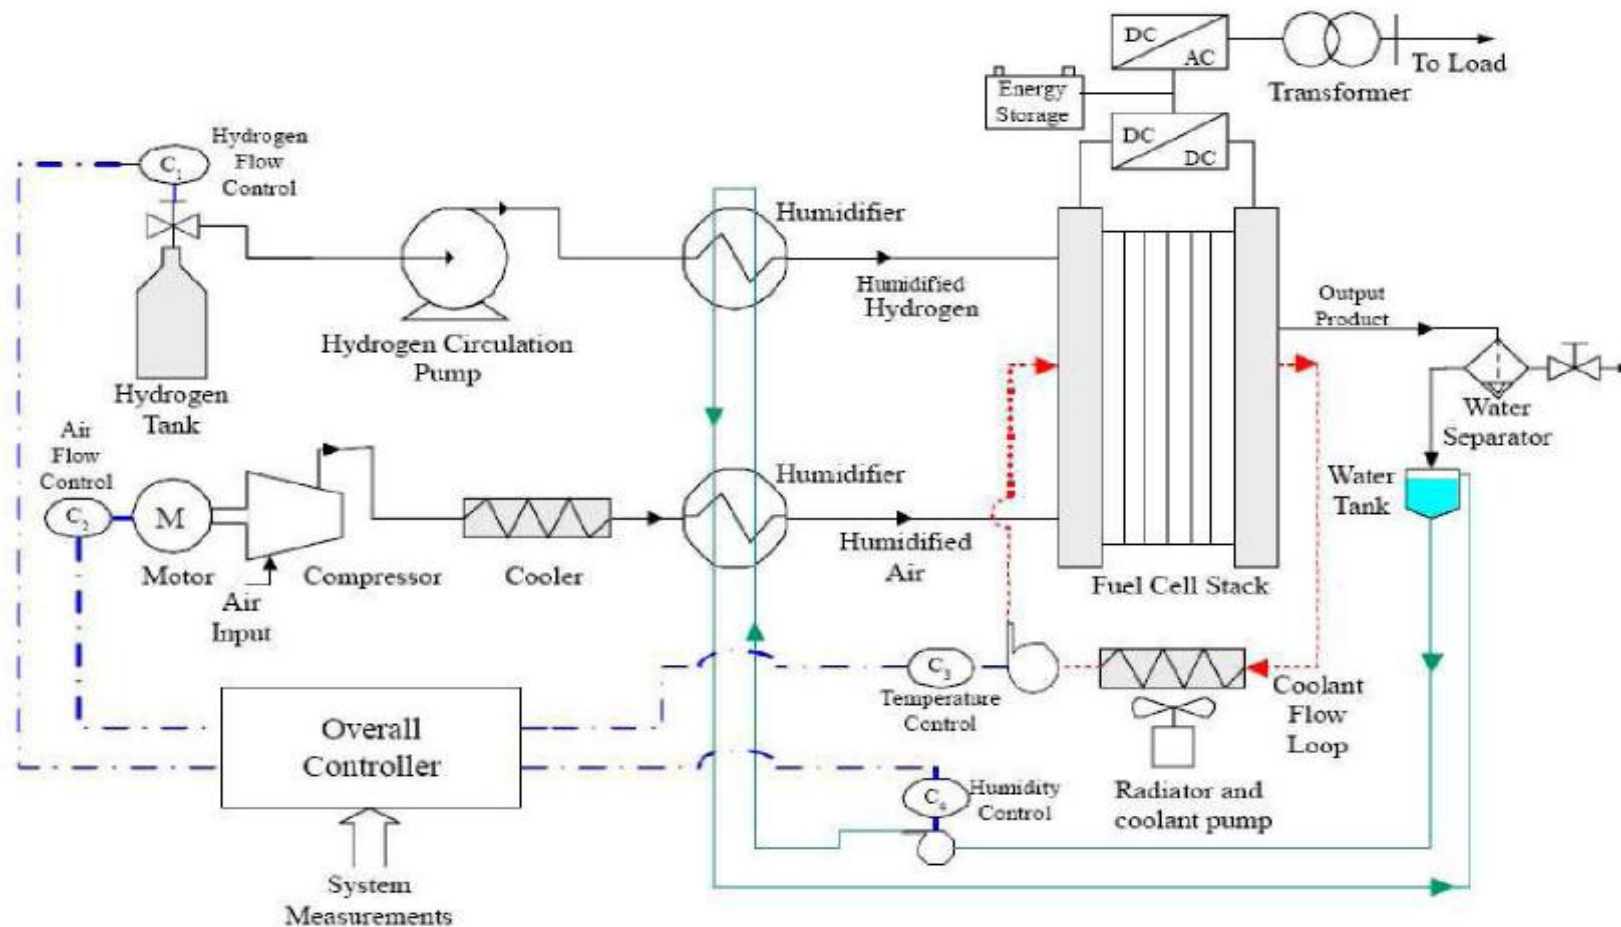 DC
AC
To Load
Transformer
Energy
Storage
DC
DC
Hydrogen
Flow
Control
C1
Humidifier
Humidified
Hydrogen
Output
Product
Hydrogen Circulation
Pump
Hydrogen
Tank
Water
Separator
Air
Flow
Control
C2
M
Motor
Air
Input
Compressor
Cooler
Humidifier
Humidified
Air
Water
Tank
Fuel Cell Stack
C3
Temperature
Control
Coolant
Flow
Loop
Overall
Controller
C4
Humidity
Control
Radiator and
coolant pump
System
Measurements